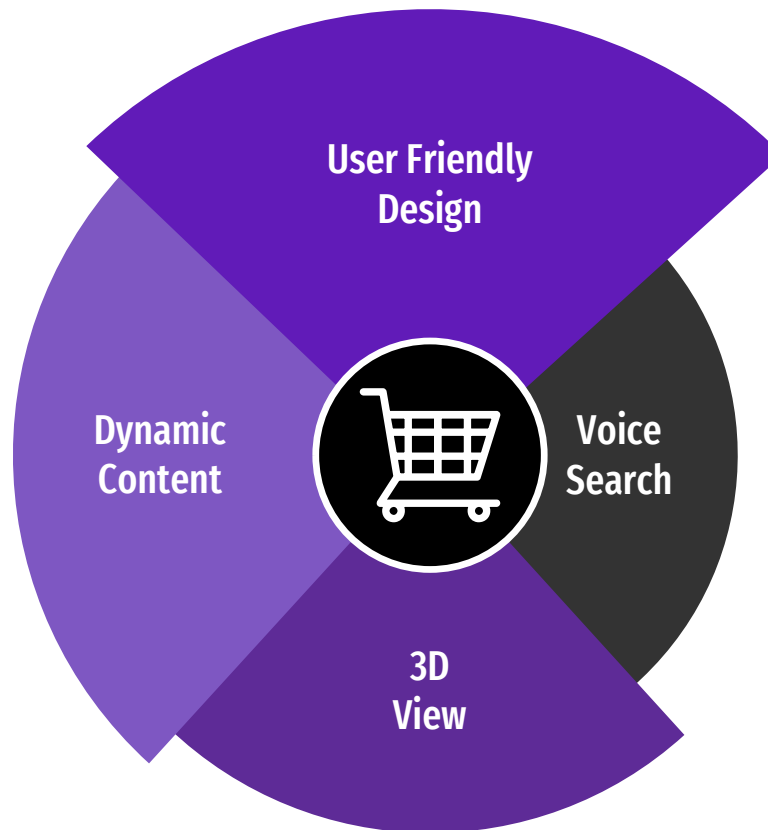 User Friendly
Design
Dynamic
Content
Voice
Search
3D
View